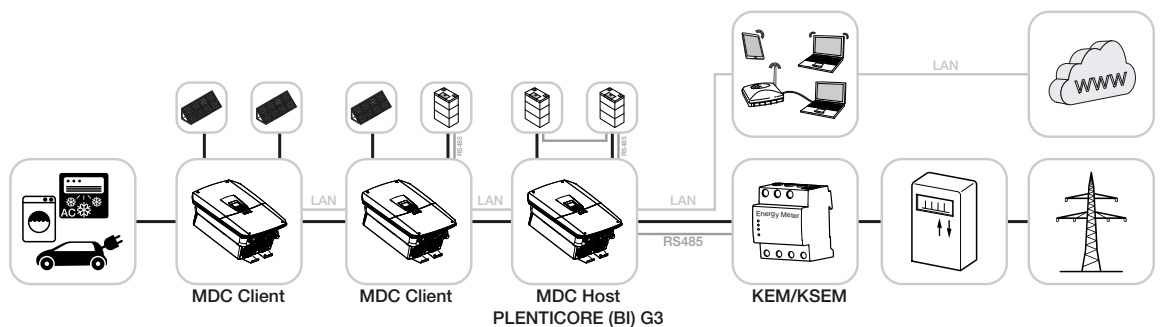 LAN
WWW
RS485
RS485
AC
LAN
LAN
LAN
Energy Meter
RS485
MDC Client
MDC Client
MDC Host
KEM/KSEM
PLENTICORE (BI) G3